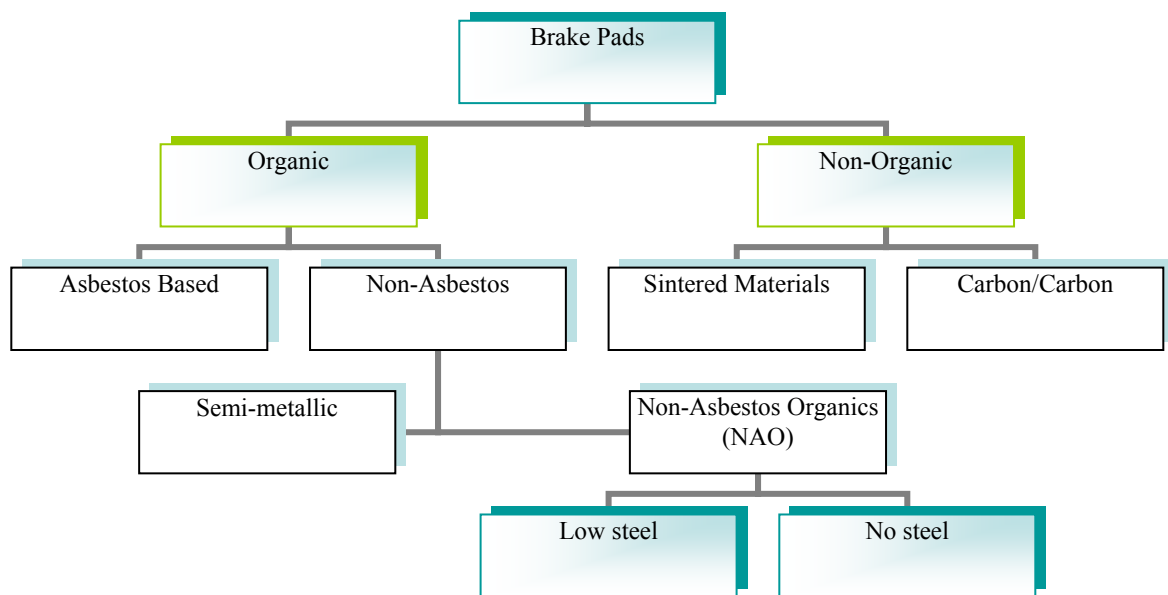 Brake Pads
Organic
Non-Organic
Asbestos Based
Non-Asbestos
Sintered Materials
Carbon/Carbon
Semi-metallic
Non-Asbestos Organics
(NAO)
Low steel
No steel